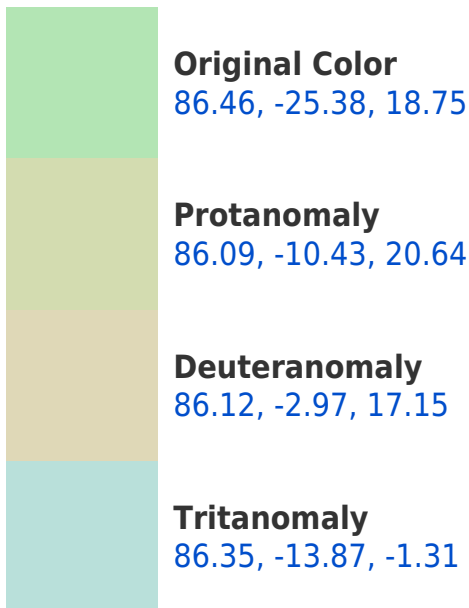 Original Color
86.46, -25.38, 18.75
Protanomaly
86.09, -10.43, 20.64
Deuteranomaly
86.12, -2.97, 17.15
Tritanomaly
86.35, -13.87, -1.31